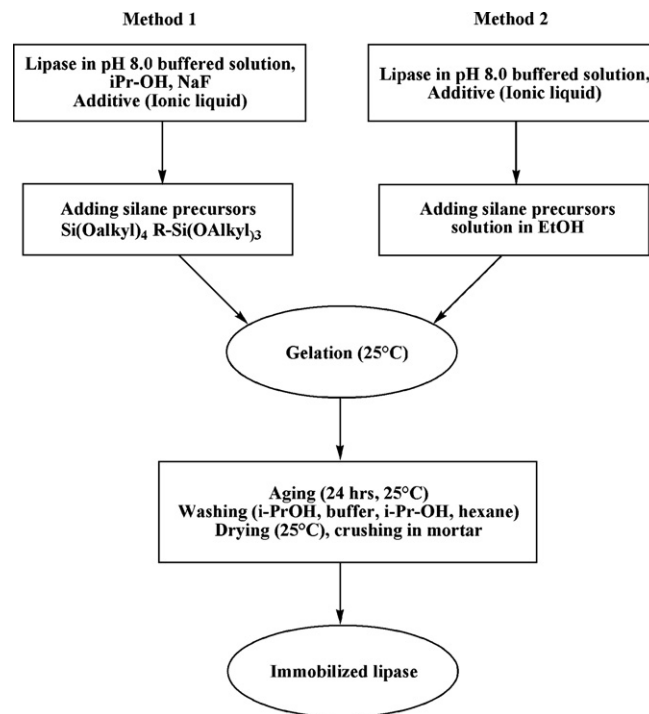 Method 1
Method 2
Lipase in pH 8.0 buffered solution,
iPr-OH, NaF
Additive (Ionic liquid)
Lipase in pH 8.0 buffered solution,
Additive (Ionic liquid)
Adding silane precursors
Si(Oalkyl)4 R-Si(OAlkyl)3
Adding silane precursors
solution in EtOH
Gelation (25°C)
Aging (24 hrs, 25°C)
Washing (i-PrOH, buffer, i-Pr-OH, hexane)
Drying (25°C), crushing in mortar
Immobilized lipase